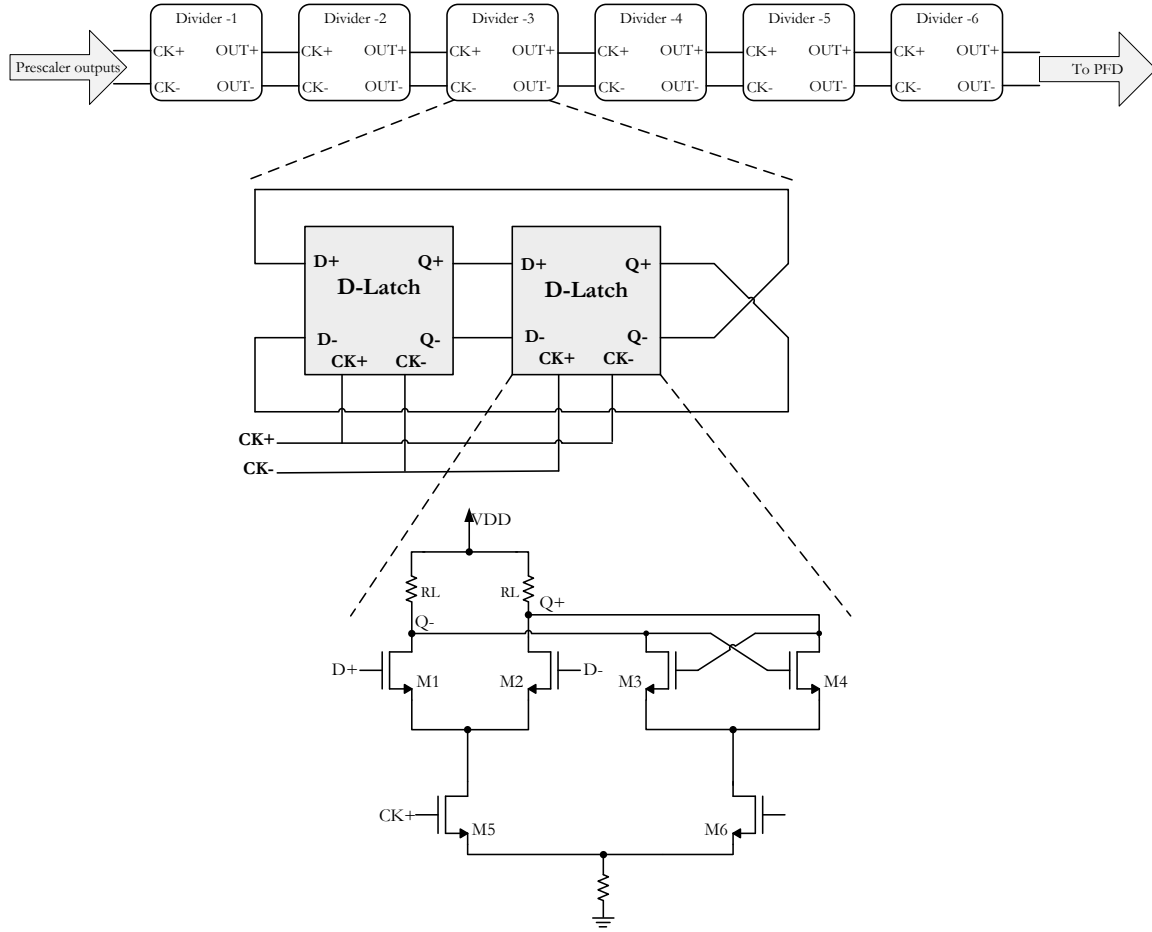 Divider -1
Divider -2
Divider -3
Divider -4
Divider -5
Divider -6
Prescaler outputs
CK+
OUT+
CK+
OUT+
CK+
OUT+
CK+
OUT+
CK+
OUT+
CK+
OUT+
CK-
OUT-
CK-
OUT-
CK-
OUT-
CK-
OUT-
CK-
OUT-
CK-
OUT-
To PFD
D+
Q+
D-Latch
D-
Q-
CK+
CK-
D+
Q+
D-Latch
D-
Q-
CK+
CK-
CK+
CK-
VDD
RL
RL
Q+
Q-
D+
M1
M2
D-
M3
M4
CK+
M5
M6